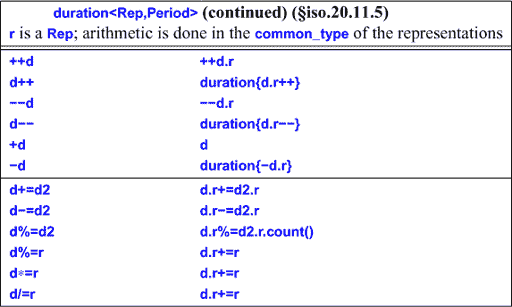 duration<Rep,Period> (continued) (§iso.20.11.5)
r is a Rep; arithmetic is done in the common_type of the representations
++d ++d.r
d++ duration{d.r++}
−−d −−d.r
d−− duration{d.r−−}
+d d
−d duration{−d.r}
d+=d2 d.r+=d2.r
d−=d2 d.r−=d2.r
d%=d2 d.r%=d2.r.count()
d%=r d.r+=r
d∗=r d.r+=r
d/=r d.r+=r